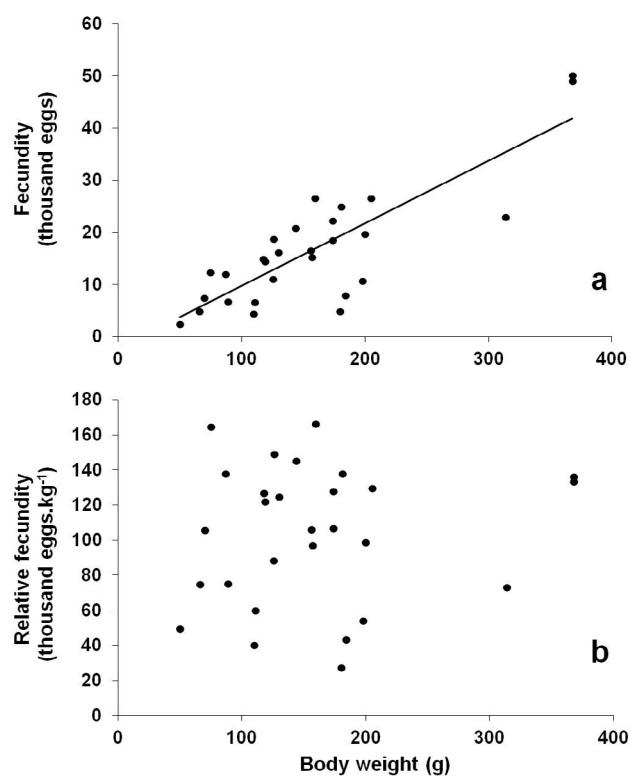 60
50
40
30
20
10
0
Fecundity
(thousand eggs)
a
0 100 200 300 400
180
160
140
120
100
80
60
40
20
0
Relative fecundity
(thousand eggs.kg⁻¹)
b
0 100 200 300 400
Body weight (g)